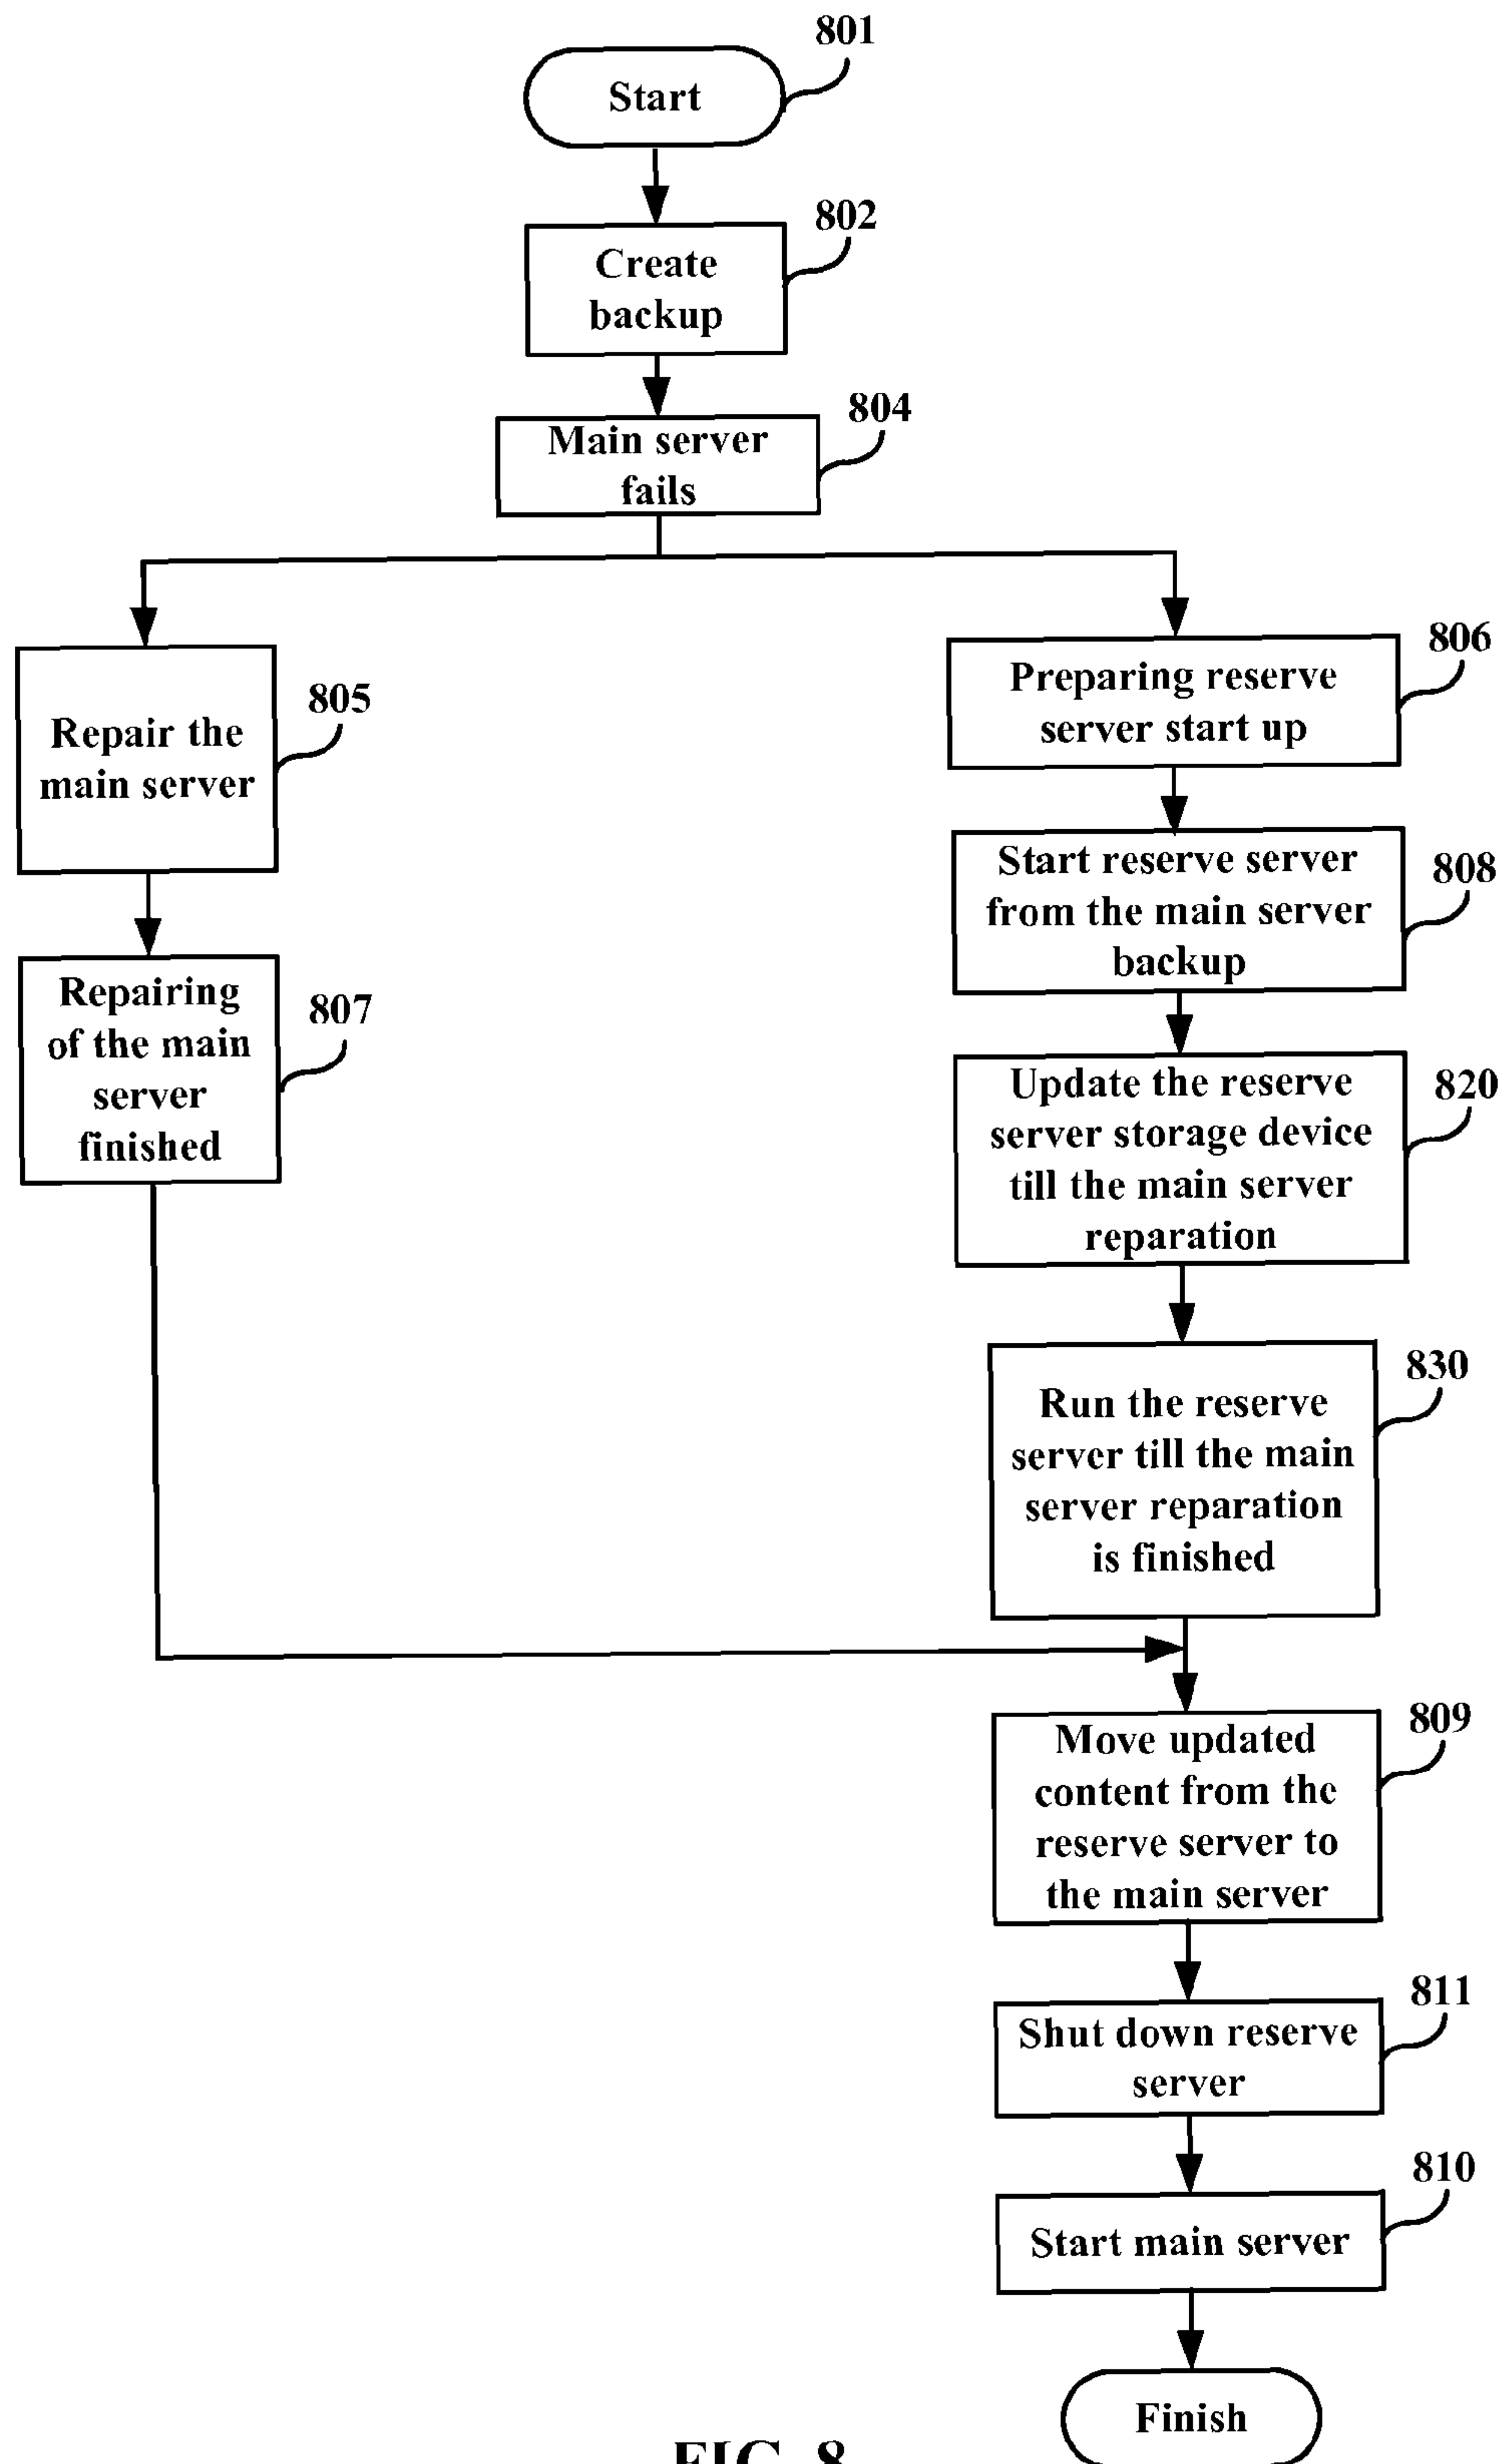 801
Start
802
Create
backup
804
Main server
fails
805
Repair the
main server
806
Preparing reserve
server start up
808
Start reserve server
from the main server
backup
807
Repairing
of the main
server
finished
820
Update the reserve
server storage device
till the main server
reparation
830
Run the reserve
server till the main
server reparation
is finished
809
Move updated
content from the
reserve server to
the main server
811
Shut down reserve
server
810
Start main server
Finish
FIG. 8